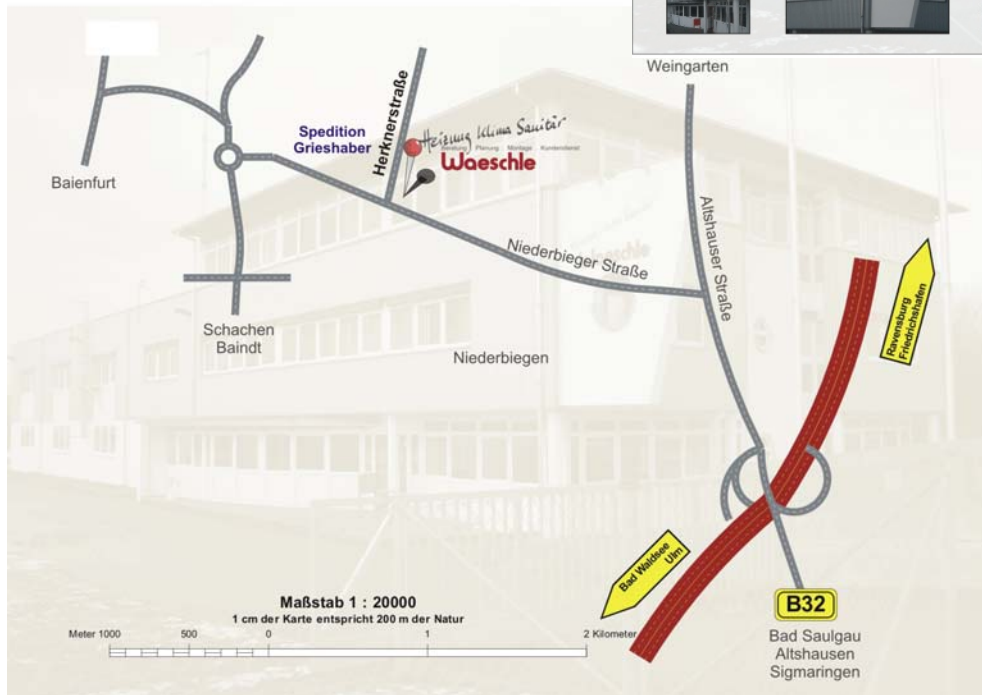 Weingarten
Herknerstraße
Spedition
Grieshaber
Heizung Klima Sanitär
Beratung Planung Montage Kundendienst
Waeschle
Baienfurt
Altshauser Straße
Niederbieger Straße
Schachen
Baindt
Niederbiegen
Ravensburg
Friedrichshafen
Bad Waldsee
Ulm
Maßstab 1 : 20000
1 cm der Karte entspricht 200 m der Natur
Meter 1000 500 0 1 2 Kilometer
B32
Bad Saulgau
Altshausen
Sigmaringen